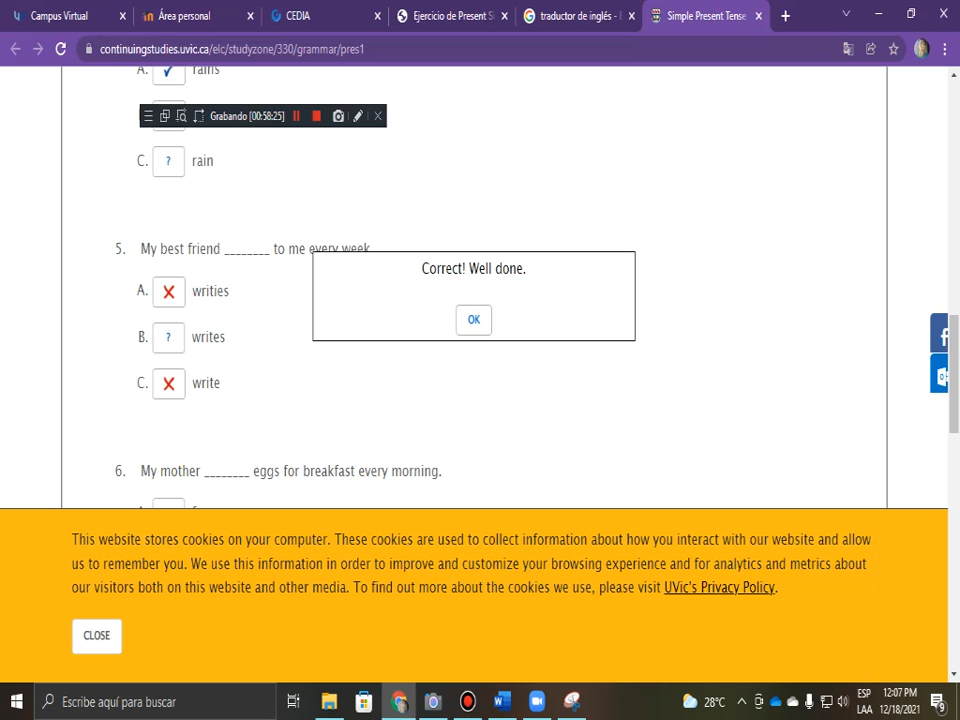 Campus Virtual
Área personal
CEDIA
Ejercicio de Present Si
traductor de inglés -
Simple Present Tense
continuingstudies.uvic.ca/elc/studyzone/330/grammar/pres1
A. rains
Grabando [00:58:25]
C. ? rain
5. My best friend ________ to me every week.
Correct! Well done.
A. writies
OK
B. ? writes
C. write
6. My mother ________ eggs for breakfast every morning.
This website stores cookies on your computer. These cookies are used to collect information about how you interact with our website and allow
us to remember you. We use this information in order to improve and customize your browsing experience and for analytics and metrics about
our visitors both on this website and other media. To find out more about the cookies we use, please visit UVic's Privacy Policy.
CLOSE
Escribe aquí para buscar
28°C
ESP
LAA
12:07 PM
12/18/2021